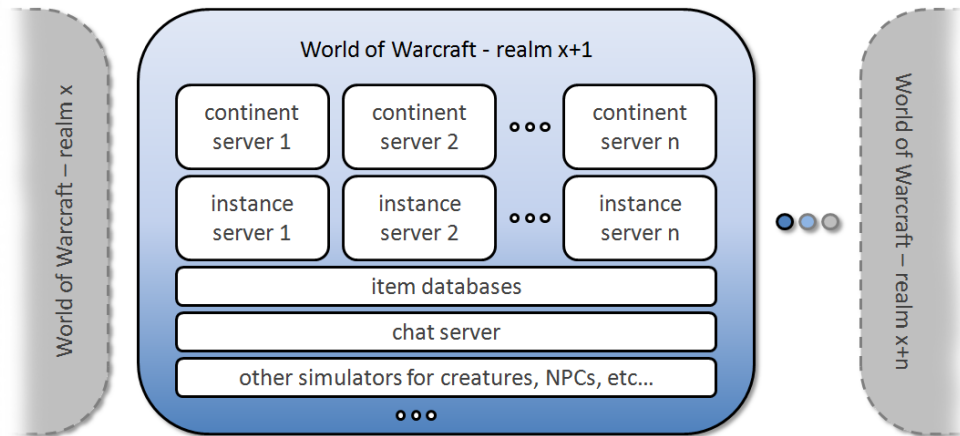 World of Warcraft – realm x
World of Warcraft - realm x+1
continent
server 1
continent
server 2
continent
server n
instance
server 1
instance
server 2
instance
server n
item databases
chat server
other simulators for creatures, NPCs, etc...
World of Warcraft – realm x+n